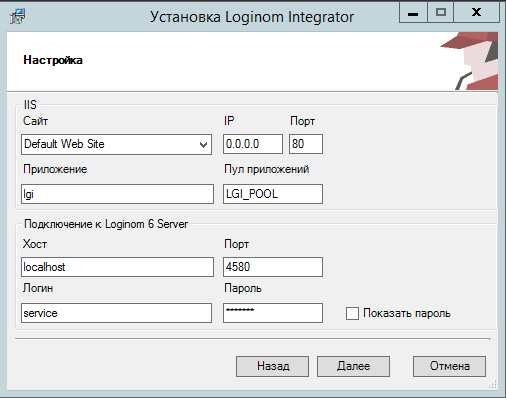 Установка Loginom Integrator
Настройка
IIS
Сайт IP Порт
Default Web Site 0.0.0.0 80
Приложение Пул приложений
lgi LGI_POOL
Подключение к Loginom 6 Server
Хост Порт
localhost 4580
Логин Пароль
service ******* Показать пароль
Назад Далее Отмена